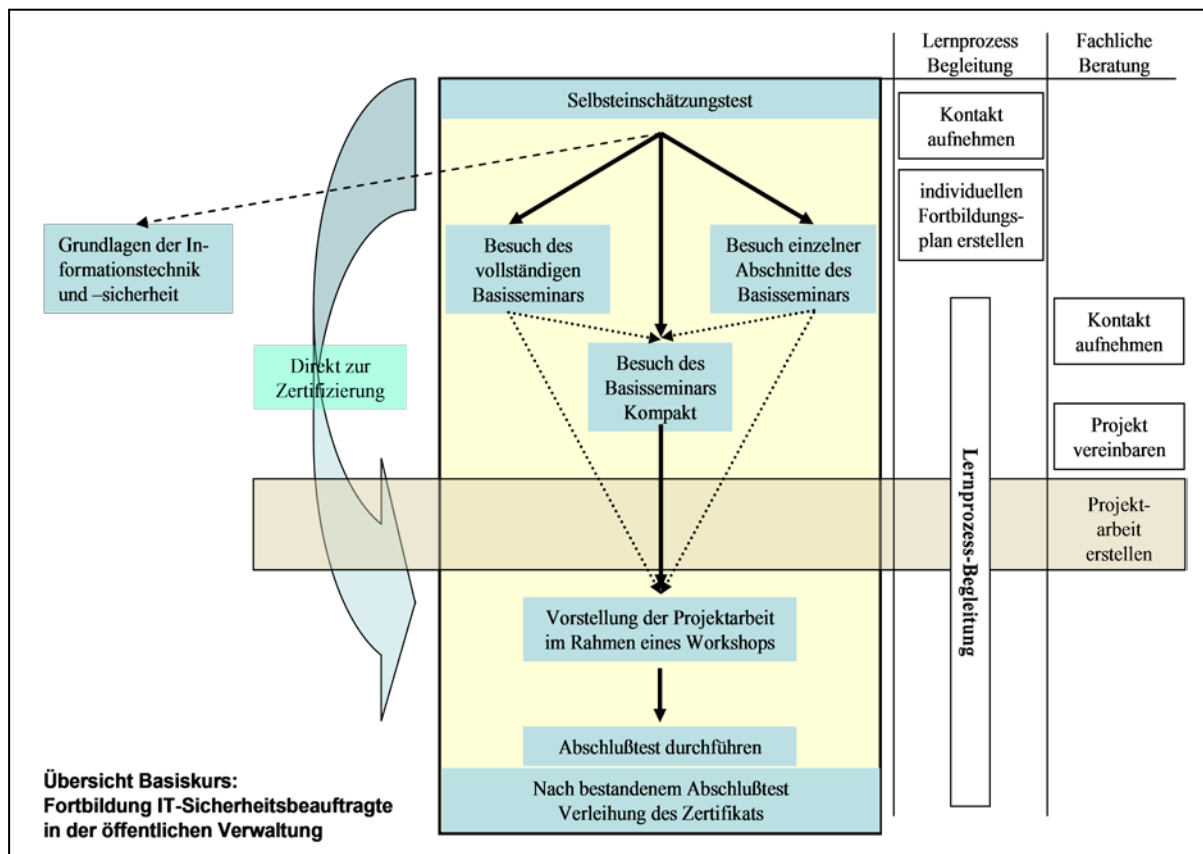 Lernprozess
Begleitung
Fachliche
Beratung
Selbsteinschätzungstest
Kontakt
aufnehmen
individuellen
Fortbildungs-
plan erstellen
Grundlagen der In-
formationstechnik
und –sicherheit
Besuch des
vollständigen
Basisseminars
Besuch einzelner
Abschnitte des
Basisseminars
Kontakt
aufnehmen
Direkt zur
Zertifizierung
Besuch des
Basisseminars
Kompakt
Projekt
vereinbaren
Lernprozess-Begleitung
Projekt-
arbeit
erstellen
Vorstellung der Projektarbeit
im Rahmen eines Workshops
Abschlußtest durchführen
Nach bestandenem Abschlußtest
Verleihung des Zertifikats
Übersicht Basiskurs:
Fortbildung IT-Sicherheitsbeauftragte
in der öffentlichen Verwaltung